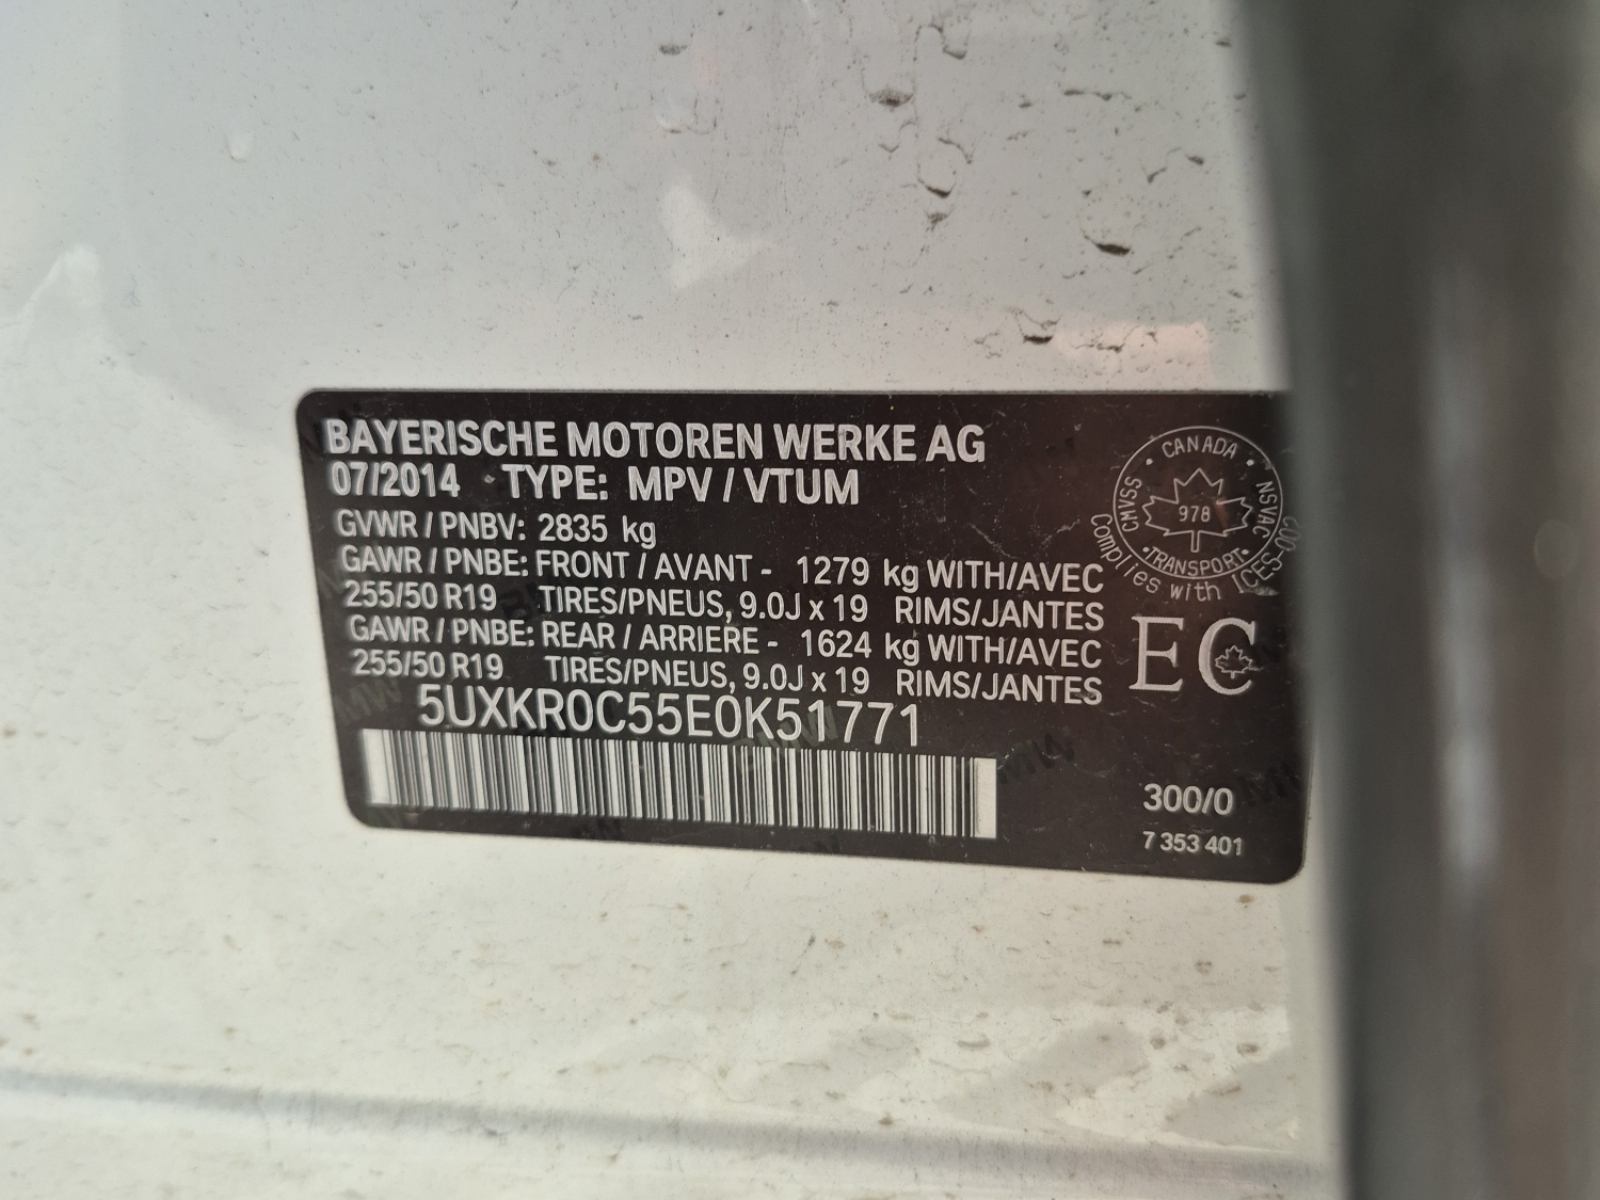 BAYERISCHE MOTOREN WERKE AG
07/2014 TYPE: MPV / VTUM
GVWR / PNBV: 2835 kg
GAWR / PNBE: FRONT / AVANT - 1279 kg WITH/AVEC
255/50 R19 TIRES/PNEUS, 9.0J x 19 RIMS/JANTES
GAWR / PNBE: REAR / ARRIERE - 1624 kg WITH/AVEC
255/50 R19 TIRES/PNEUS, 9.0J x 19 RIMS/JANTES
5UXKR0C55E0K51771
CANADA
CMVSS
NSVAC
978
TRANSPORT
Complies with ICES-002
EC
300/0
7 353 401